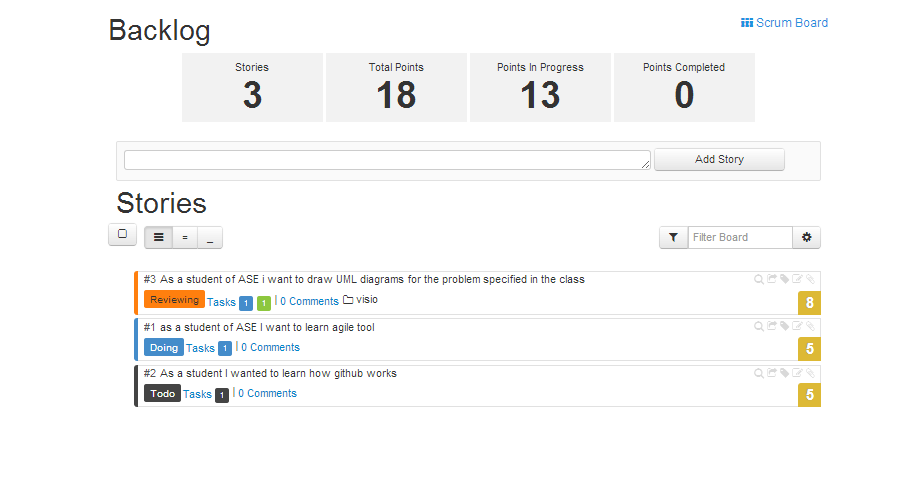 Backlog
Scrum Board
Stories Total Points Points In Progress Points Completed
3 18 13 0
Add Story
Stories
= _ Filter Board
#3 As a student of ASE i want to draw UML diagrams for the problem specified in the class
Reviewing Tasks 1 1 | 0 Comments visio 8
#1 as a student of ASE I want to learn agile tool
Doing Tasks 1 | 0 Comments 5
#2 As a student I wanted to learn how github works
Todo Tasks 1 | 0 Comments 5